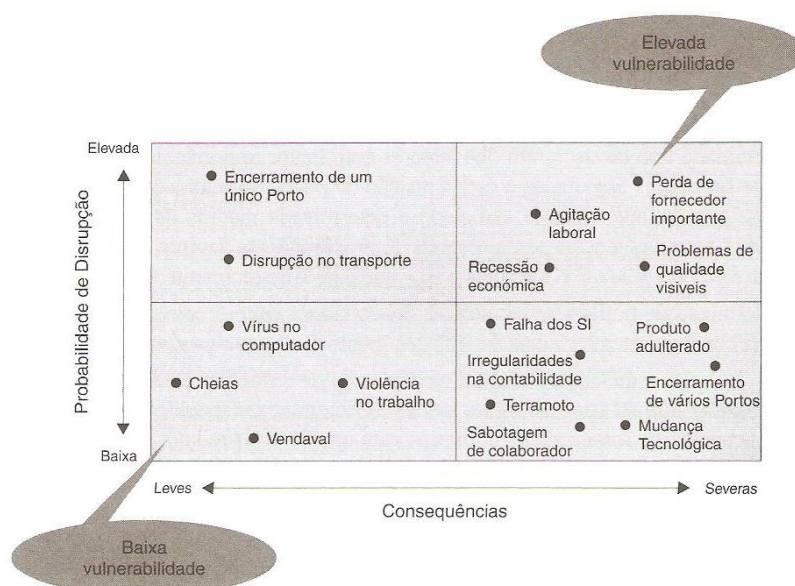 Elevada
vulnerabilidade
Elevada
Encerramento de um
único Porto
Perda de
fornecedor
importante
Agitação
laboral
Disrupção no transporte
Recessão
económica
Problemas de
qualidade
visiveis
Probabilidade de Disrupção
Vírus no
computador
Falha dos SI
Produto
adulterado
Irregularidades
na contabilidade
Cheias
Violência
no trabalho
Encerramento
de vários Portos
Terramoto
Vendaval
Sabotagem
de colaborador
Mudança
Tecnológica
Baixa
Leves
Severas
Consequências
Baixa
vulnerabilidade